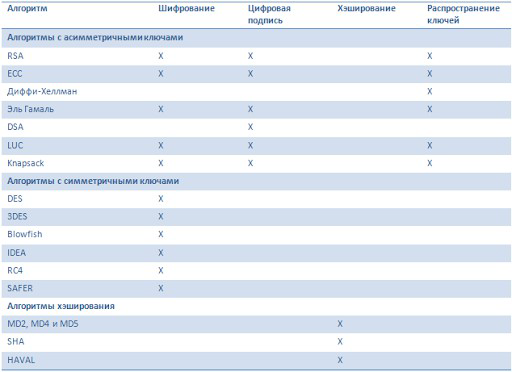 Алгоритм Шифрование Цифровая подпись Хэширование Распространение ключей
Алгоритмы с асимметричными ключами
RSA X X X
ECC X X X
Диффи-Хеллман X
Эль Гамаль X X X
DSA X
LUC X X X
Knapsack X X X
Алгоритмы с симметричными ключами
DES X
3DES X
Blowfish X
IDEA X
RC4 X
SAFER X
Алгоритмы хэширования
MD2, MD4 и MD5 X
SHA X
HAVAL X